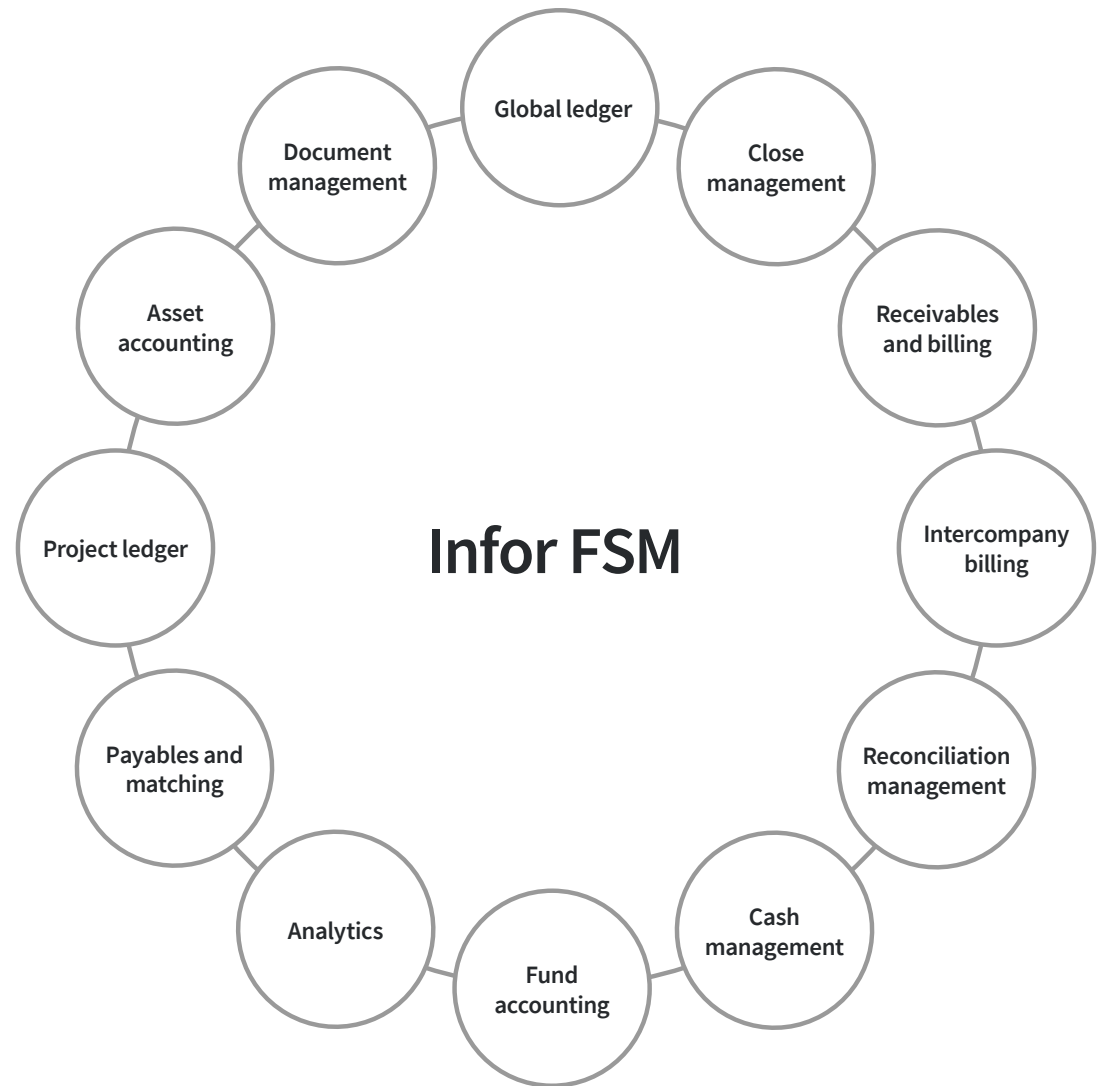 Global ledger
Close
management
Receivables
and billing
Intercompany
billing
Reconciliation
management
Cash
management
Fund
accounting
Analytics
Payables and
matching
Project ledger
Asset
accounting
Document
management
Infor FSM